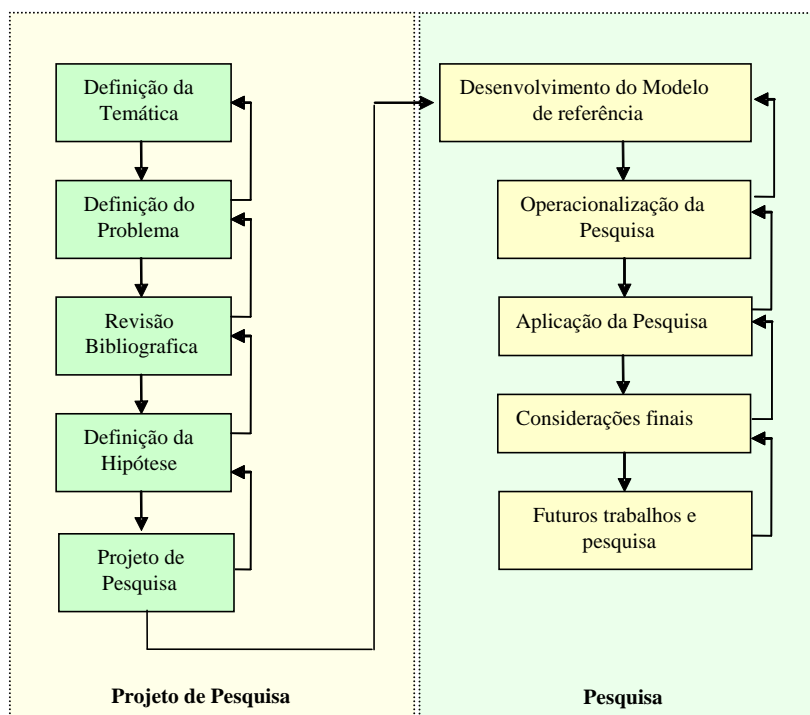 Definição da
Temática
Definição do
Problema
Revisão
Bibliografica
Definição da
Hipótese
Projeto de
Pesquisa
Projeto de Pesquisa
Desenvolvimento do Modelo
de referência
Operacionalização da
Pesquisa
Aplicação da Pesquisa
Considerações finais
Futuros trabalhos e
pesquisa
Pesquisa